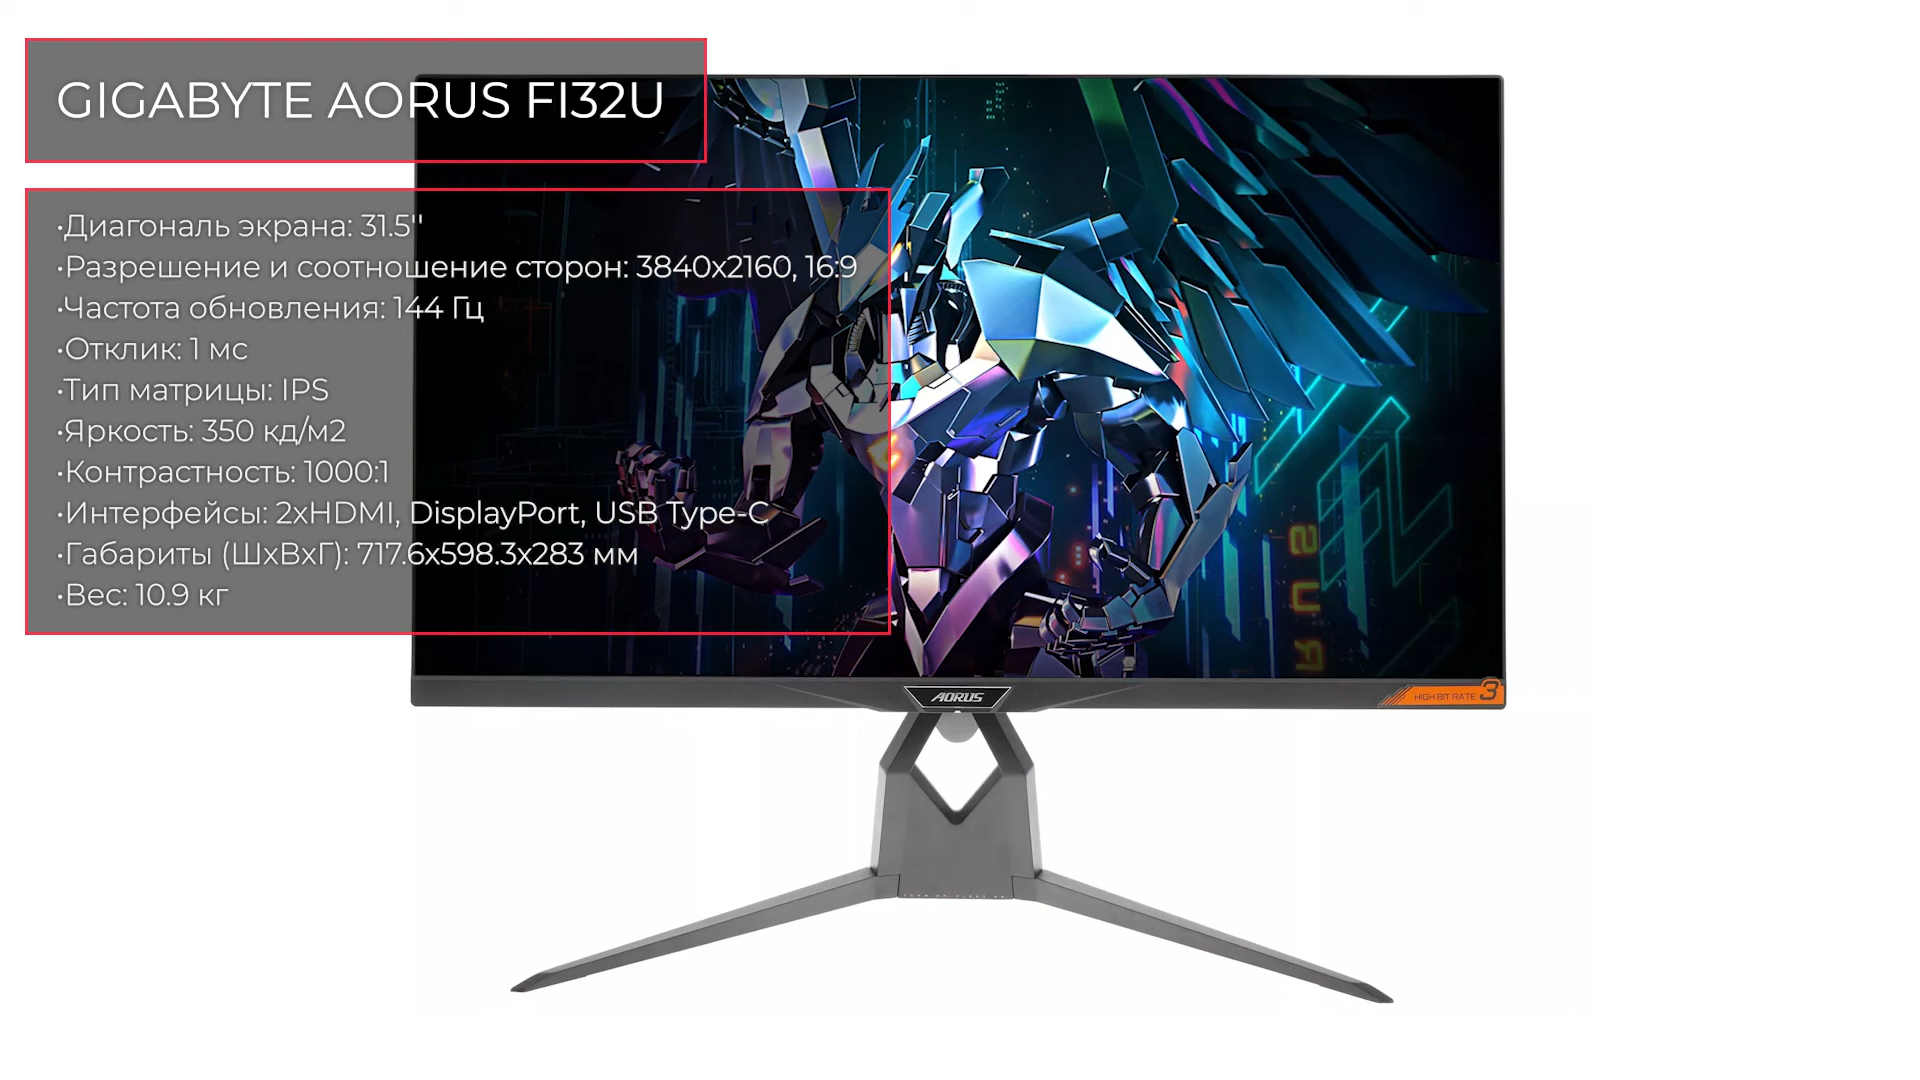 GIGABYTE AORUS FI32U
·Диагональ экрана: 31.5''
·Разрешение и соотношение сторон: 3840x2160, 16:9
·Частота обновления: 144 Гц
·Отклик: 1 мс
·Тип матрицы: IPS
·Яркость: 350 кд/м2
·Контрастность: 1000:1
·Интерфейсы: 2xHDMI, DisplayPort, USB Type-C
·Габариты (ШxВxГ): 717.6x598.3x283 мм
·Вес: 10.9 кг
AORUS
HIGH BIT RATE 3